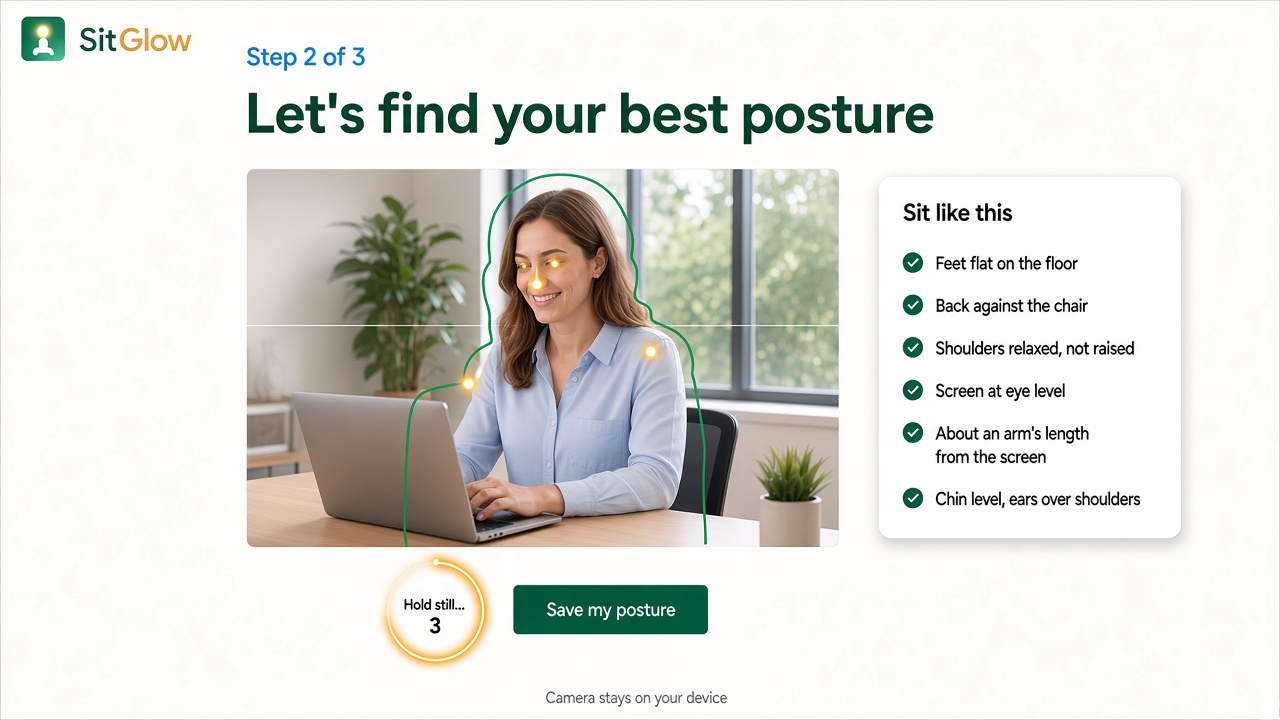 SitGlow
Step 2 of 3
Let's find your best posture
Sit like this
Feet flat on the floor
Back against the chair
Shoulders relaxed, not raised
Screen at eye level
About an arm's length
from the screen
Chin level, ears over shoulders
Hold still...
3
Save my posture
Camera stays on your device